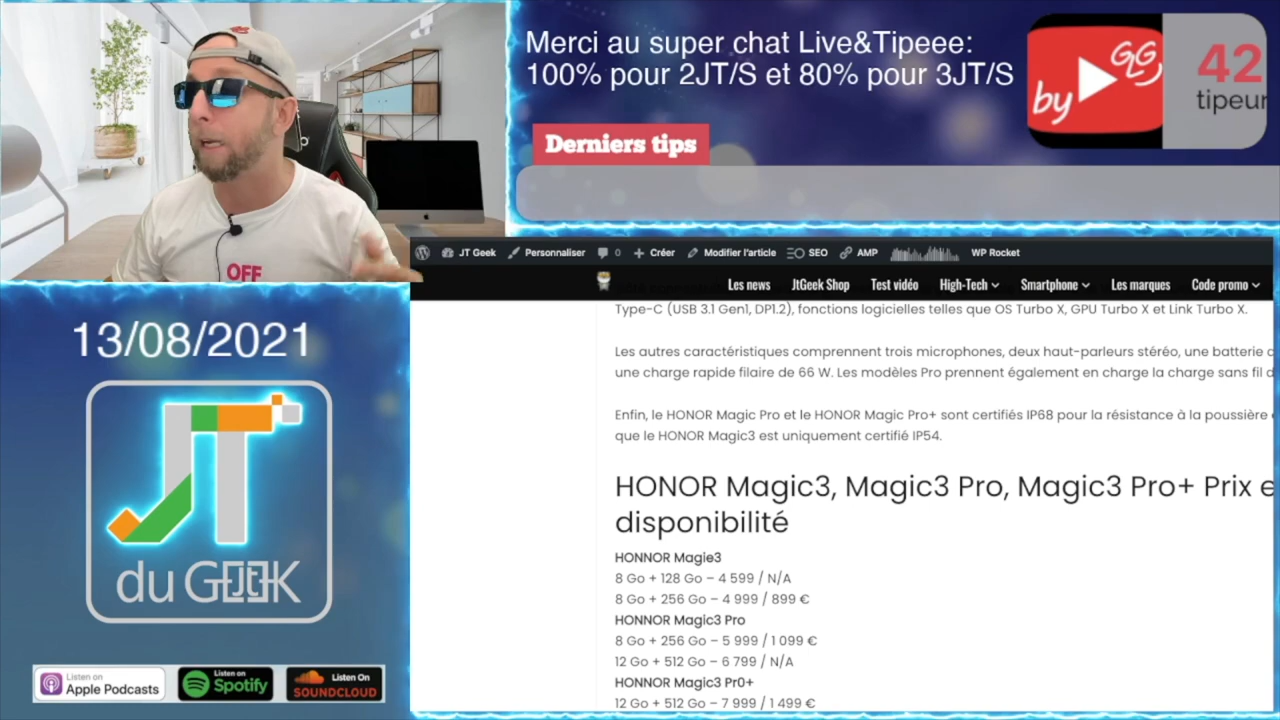 Merci au super chat Live&Tipeee:
100% pour 2JT/S et 80% pour 3JT/S
by GG
42
tipeur
Derniers tips
OFF
JT Geek Personnaliser 0 Créer Modifier l'article SEO AMP WP Rocket
Les news JtGeek Shop Test vidéo High-Tech Smartphone Les marques Code promo
Type-C (USB 3.1 Gen1, DP1.2), fonctions logicielles telles que OS Turbo X, GPU Turbo X et Link Turbo X.
Les autres caractéristiques comprennent trois microphones, deux haut-parleurs stéréo, une batterie
une charge rapide filaire de 66 W. Les modèles Pro prennent également en charge la charge sans fil
Enfin, le HONOR Magic Pro et le HONOR Magic Pro+ sont certifiés IP68 pour la résistance à la poussière
que le HONOR Magic3 est uniquement certifié IP54.
HONOR Magic3, Magic3 Pro, Magic3 Pro+ Prix e
disponibilité
HONNOR Magie3
8 Go + 128 Go – 4 599 / N/A
8 Go + 256 Go – 4 999 / 899 €
HONNOR Magic3 Pro
8 Go + 256 Go – 5 999 / 1 099 €
12 Go + 512 Go – 6 799 / N/A
HONNOR Magic3 Pr0+
12 Go + 512 Go – 7 999 / 1 499 €
13/08/2021
JT
du GEEK
Listen on
Apple Podcasts
Listen on
Spotify
Listen On
SOUNDCLOUD